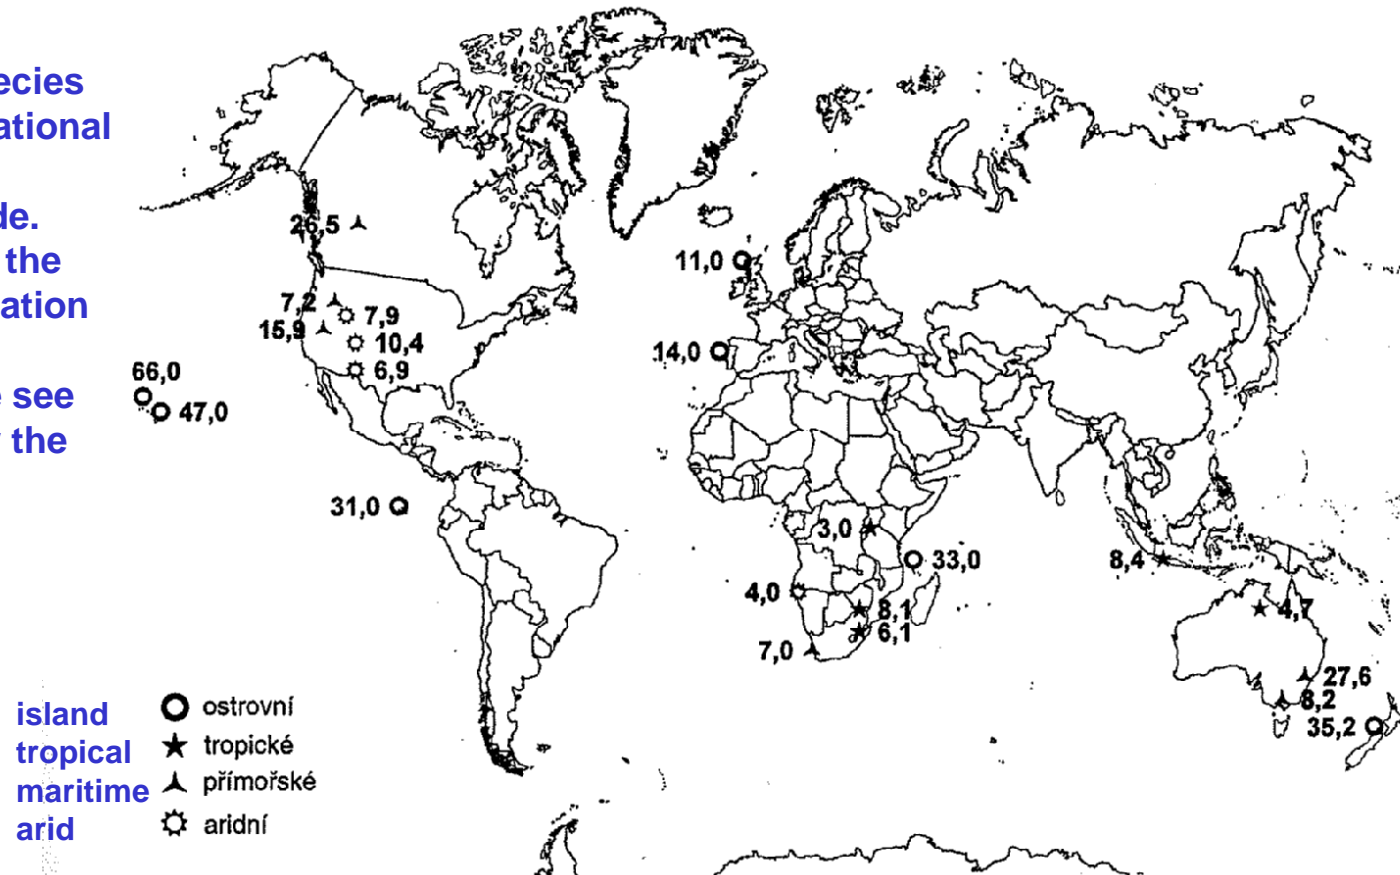 ecies
ational
de.
the
ation
see
the
26,5
11,0
7,2
7,9
15,9
10,4
14,0
6,9
66,0
47,0
31,0
3,0
33,0
8,4
4,0
8,1
4,7
6,1
7,0
27,6
8,2
35,2
island
ostrovní
tropical
tropické
maritime
přímořské
arid
aridní